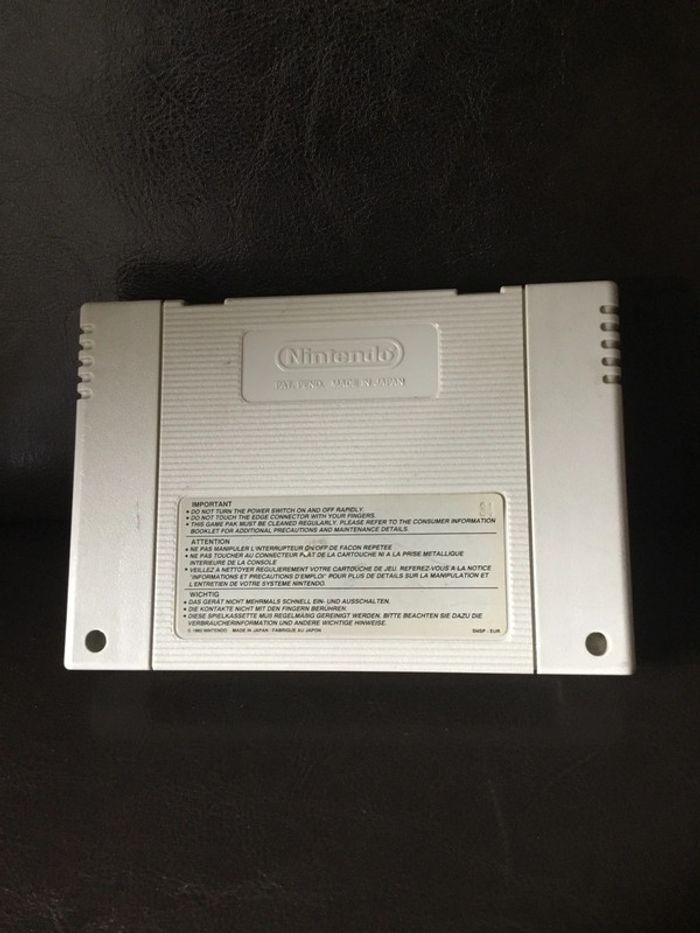 Nintendo
PAT. PEND. MADE IN JAPAN
IMPORTANT
• DO NOT TURN THE POWER SWITCH ON AND OFF RAPIDLY.
• DO NOT TOUCH THE EDGE CONNECTOR WITH YOUR FINGERS.
• THIS GAME PAK MUST BE CLEANED REGULARLY. PLEASE REFER TO THE CONSUMER INFORMATION
BOOKLET FOR ADDITIONAL PRECAUTIONS AND MAINTENANCE DETAILS.
ATTENTION
• NE PAS MANIPULER L'INTERRUPTEUR ON/OFF DE FACON REPETEE
• NE PAS TOUCHER AU CONNECTEUR PLAT DE LA CARTOUCHE NI A LA PRISE METALLIQUE
INTERIEURE DE LA CONSOLE
• VEILLEZ A NETTOYER REGULIEREMENT VOTRE CARTOUCHE DE JEU. REFEREZ-VOUS A LA NOTICE
"INFORMATIONS ET PRECAUTIONS D'EMPLOI" POUR PLUS DE DETAILS SUR LA MANIPULATION ET
L'ENTRETIEN DE VOTRE SYSTEME NINTENDO.
WICHTIG
• DAS GERÄT NICHT MEHRMALS SCHNELL EIN- UND AUSSCHALTEN.
• DIE KONTAKTE NICHT MIT DEN FINGERN BERÜHREN.
• DIESE SPIELKASSETTE MUß REGELMÄßIG GEREINIGT WERDEN. BITTE BEACHTEN SIE DAZU DIE
VERBRAUCHERINFORMATION UND ANDERE WICHTIGE HINWEISE.
© 1992 NINTENDO MADE IN JAPAN · FABRIQUE AU JAPON SNSP - EUR